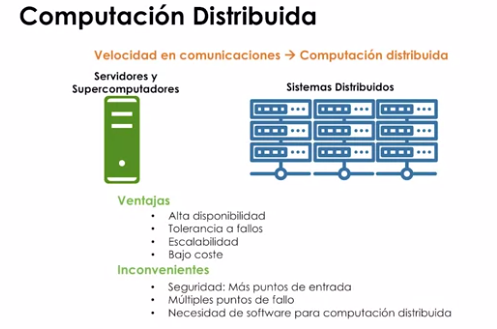 Computación Distribuida
Velocidad en comunicaciones → Computación distribuida
Servidores y
Supercomputadores
Sistemas Distribuidos
Ventajas
• Alta disponibilidad
• Tolerancia a fallos
• Escalabilidad
• Bajo coste
Inconvenientes
• Seguridad: Más puntos de entrada
• Múltiples puntos de fallo
• Necesidad de software para computación distribuida